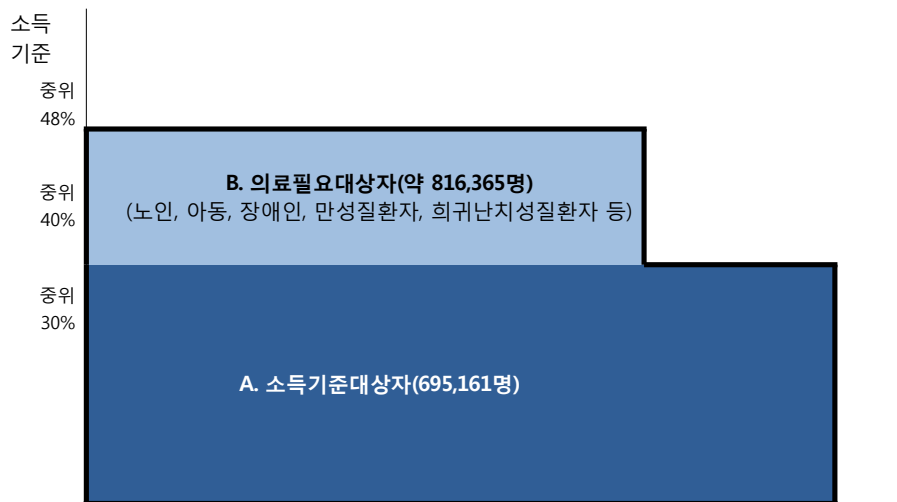 소득
기준
중위
48%
B. 의료필요대상자(약 816,365명)
(노인, 아동, 장애인, 만성질환자, 희귀난치성질환자 등)
중위
40%
중위
30%
A. 소득기준대상자(695,161명)